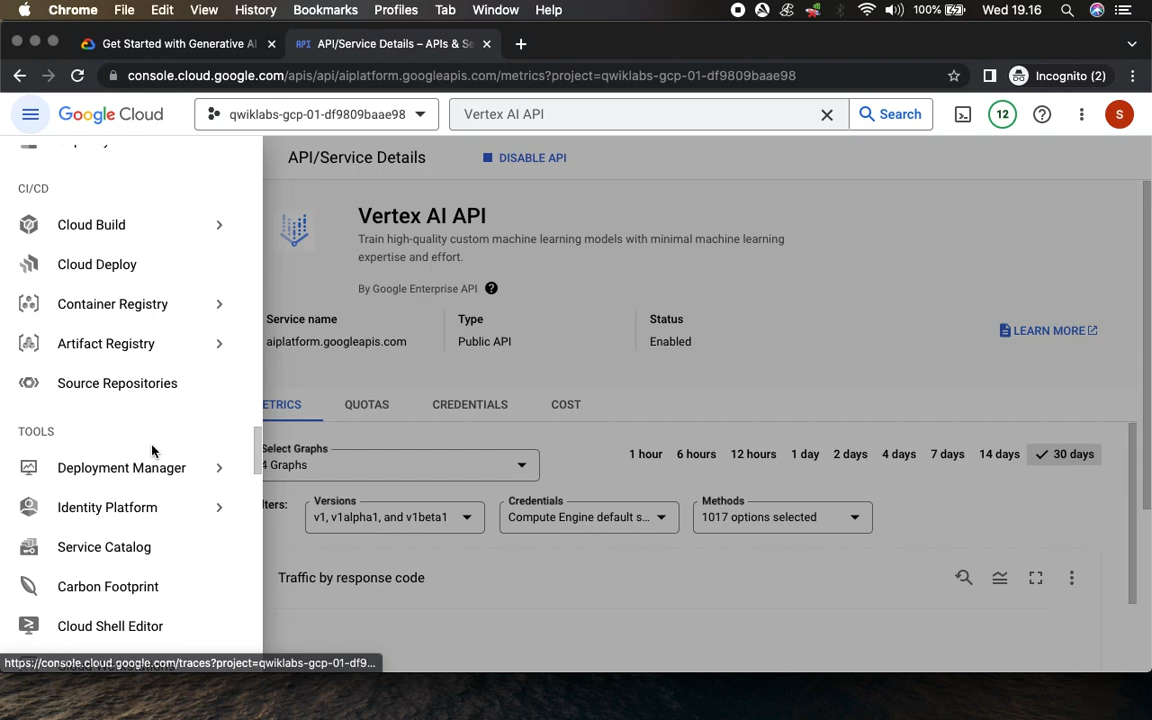 Chrome File Edit View History Bookmarks Profiles Tab Window Help 100% Wed 19.16
Get Started with Generative AI API API/Service Details – APIs & Se
console.cloud.google.com/apis/api/aiplatform.googleapis.com/metrics?project=qwiklabs-gcp-01-df9809baae98 Incognito (2)
Google Cloud qwiklabs-gcp-01-df9809baae98 Vertex AI API Search 12 S
API/Service Details DISABLE API
CI/CD
Cloud Build
Cloud Deploy
Container Registry
Artifact Registry
Source Repositories
TOOLS
Deployment Manager
Identity Platform
Service Catalog
Carbon Footprint
Cloud Shell Editor
Vertex AI API
Train high-quality custom machine learning models with minimal machine learning
expertise and effort.
By Google Enterprise API
Service name Type Status
aiplatform.googleapis.com Public API Enabled
LEARN MORE
ETRICS QUOTAS CREDENTIALS COST
Select Graphs
4 Graphs
1 hour 6 hours 12 hours 1 day 2 days 4 days 7 days 14 days 30 days
lters: Versions Credentials Methods
v1, v1alpha1, and v1beta1 Compute Engine default s... 1017 options selected
Traffic by response code
https://console.cloud.google.com/traces?project=qwiklabs-gcp-01-df9...